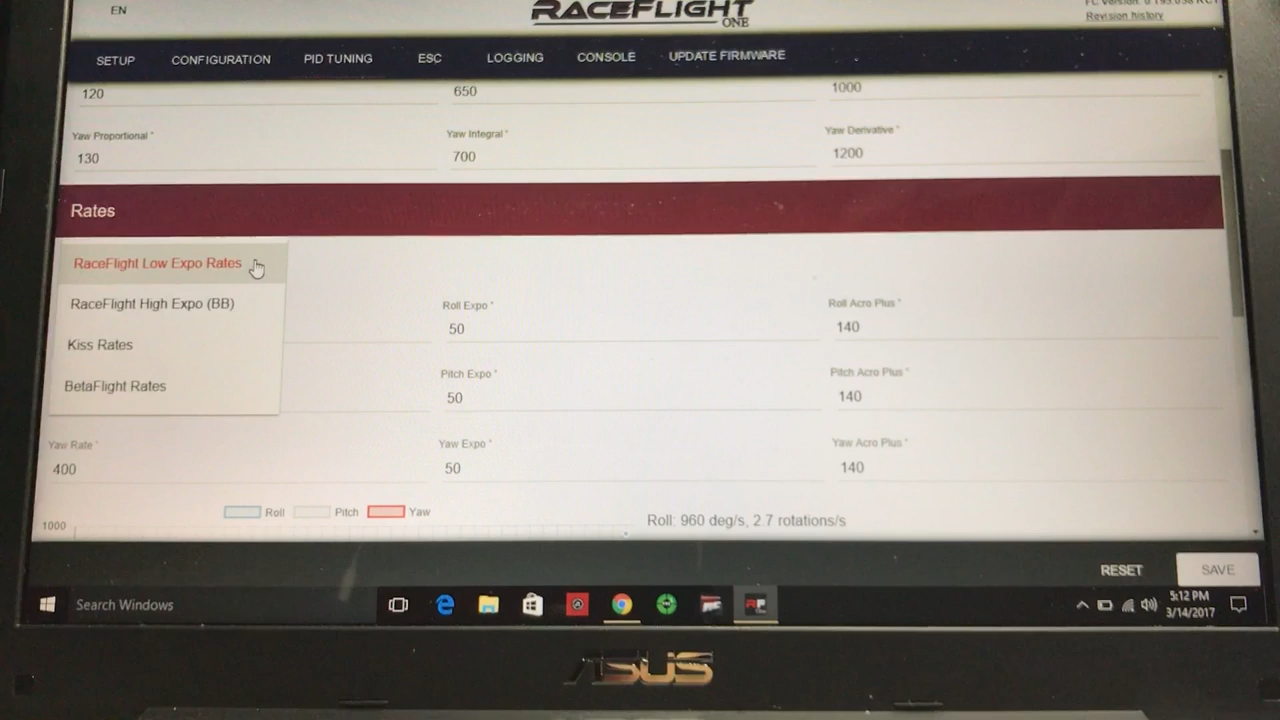 EN
RACEFLIGHT
ONE
Revision history
SETUP CONFIGURATION PID TUNING ESC LOGGING CONSOLE UPDATE FIRMWARE
120 650 1000
Yaw Proportional * Yaw Integral * Yaw Derivative *
130 700 1200
Rates
RaceFlight Low Expo Rates
RaceFlight High Expo (BB)
Kiss Rates
BetaFlight Rates
Roll Expo * Roll Acro Plus *
50 140
Pitch Expo * Pitch Acro Plus *
50 140
Yaw Rate * Yaw Expo * Yaw Acro Plus *
400 50 140
Roll Pitch Yaw
1000
Roll: 960 deg/s, 2.7 rotations/s
RESET SAVE
Search Windows
5:12 PM
3/14/2017
ASUS